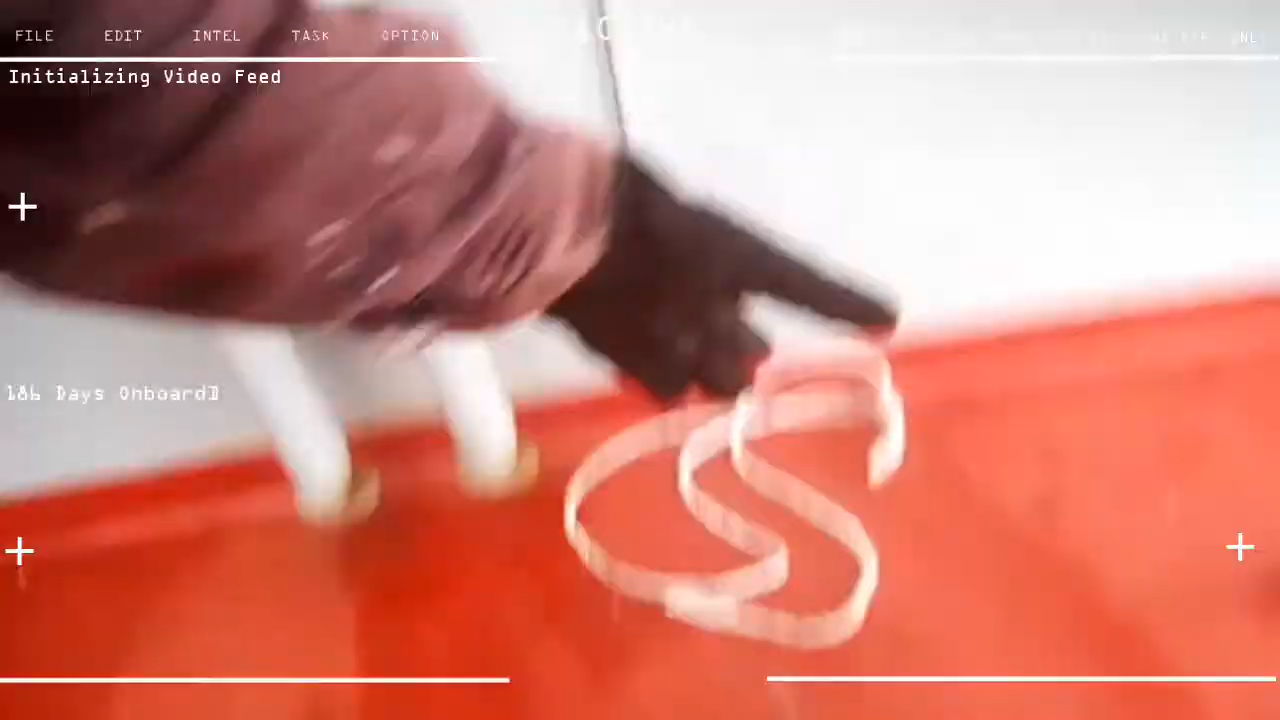 FILE EDIT INTEL TASK OPTION
Initializing Video Feed
186 Days Onboard